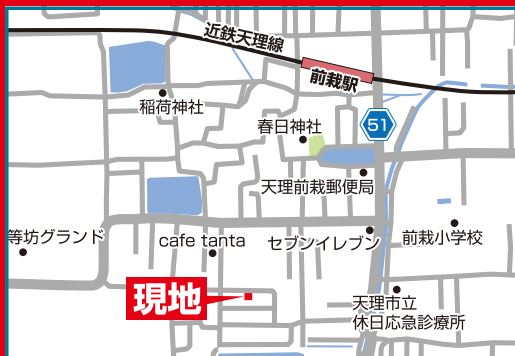 近鉄天理線
前栽駅
稲荷神社
春日神社
51
天理前栽郵便局
等坊グランド
cafe tanta
セブンイレブン
前栽小学校
現地
天理市立
休日応急診療所